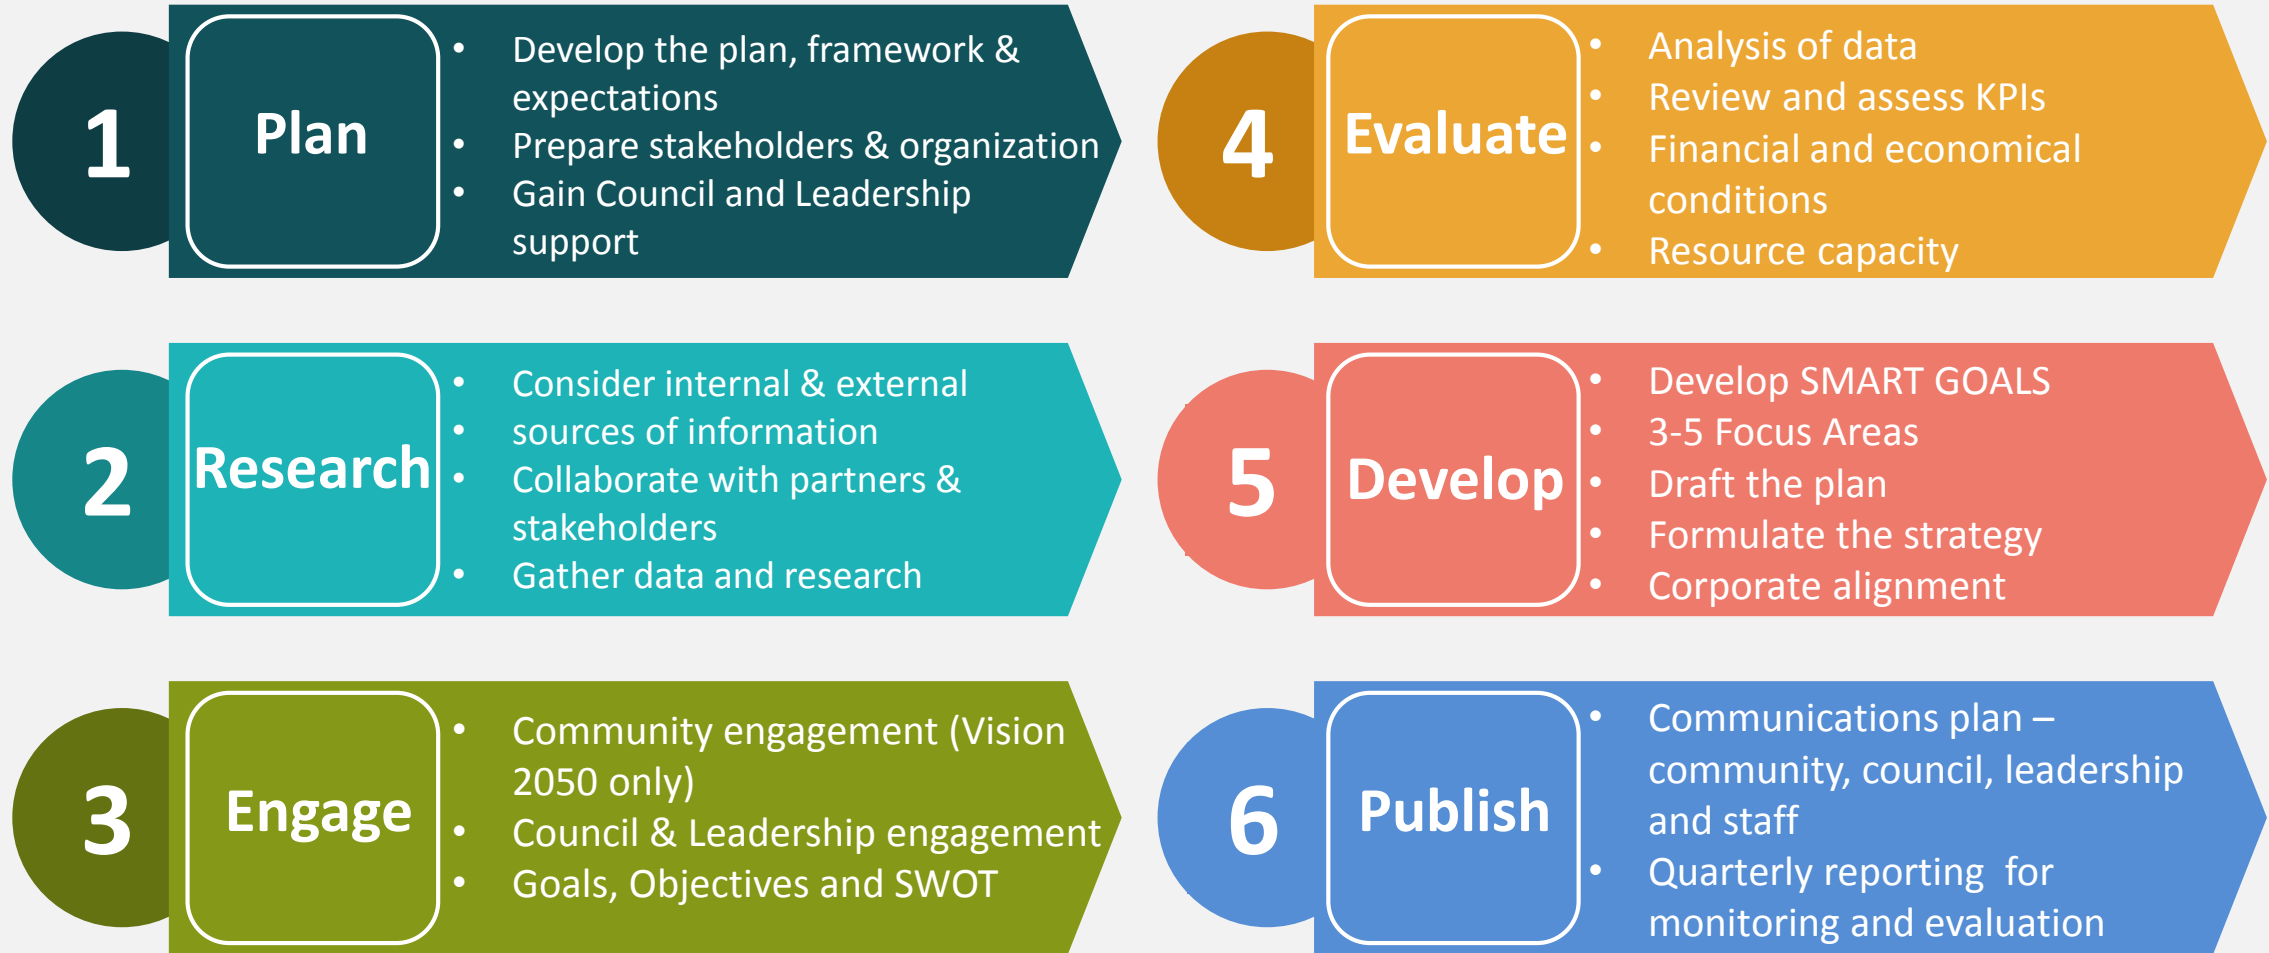 1
Plan
• Develop the plan, framework &
expectations
• Prepare stakeholders & organization
• Gain Council and Leadership
support
2
Research
• Consider internal & external
• sources of information
• Collaborate with partners &
stakeholders
• Gather data and research
3
Engage
• Community engagement (Vision
2050 only)
• Council & Leadership engagement
• Goals, Objectives and SWOT
4
Evaluate
• Analysis of data
• Review and assess KPIs
• Financial and economical
conditions
• Resource capacity
5
Develop
• Develop SMART GOALS
• 3-5 Focus Areas
• Draft the plan
• Formulate the strategy
• Corporate alignment
6
Publish
• Communications plan –
community, council, leadership
and staff
• Quarterly reporting for
monitoring and evaluation